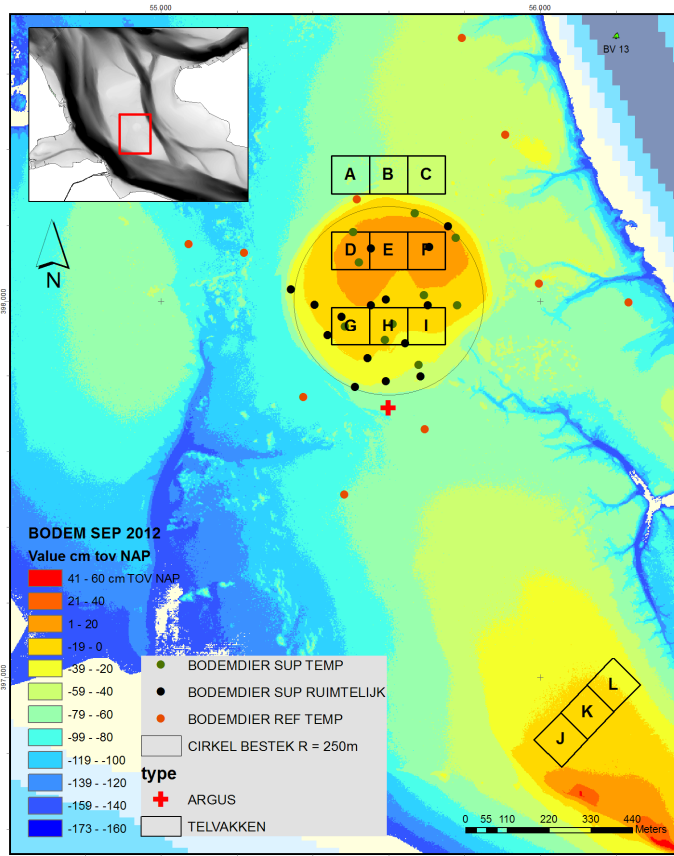 55.000
56.000
BV 13
A B C
N
D E F
398,000
G H I
BODEM SEP 2012
Value cm tov NAP
41 - 60 cm TOV NAP
21 - 40
1 - 20
-19 - 0
-39 - -20
-59 - -40
-79 - -60
-99 - -80
-119 - -100
-139 - -120
-159 - -140
-173 - -160
BODEMDIER SUP TEMP
BODEMDIER SUP RUIMTELIJK
BODEMDIER REF TEMP
CIRKEL BESTEK R = 250m
type
ARGUS
TELVAKKEN
397,000
L
K
J
0 55 110 220 330 440
Meters